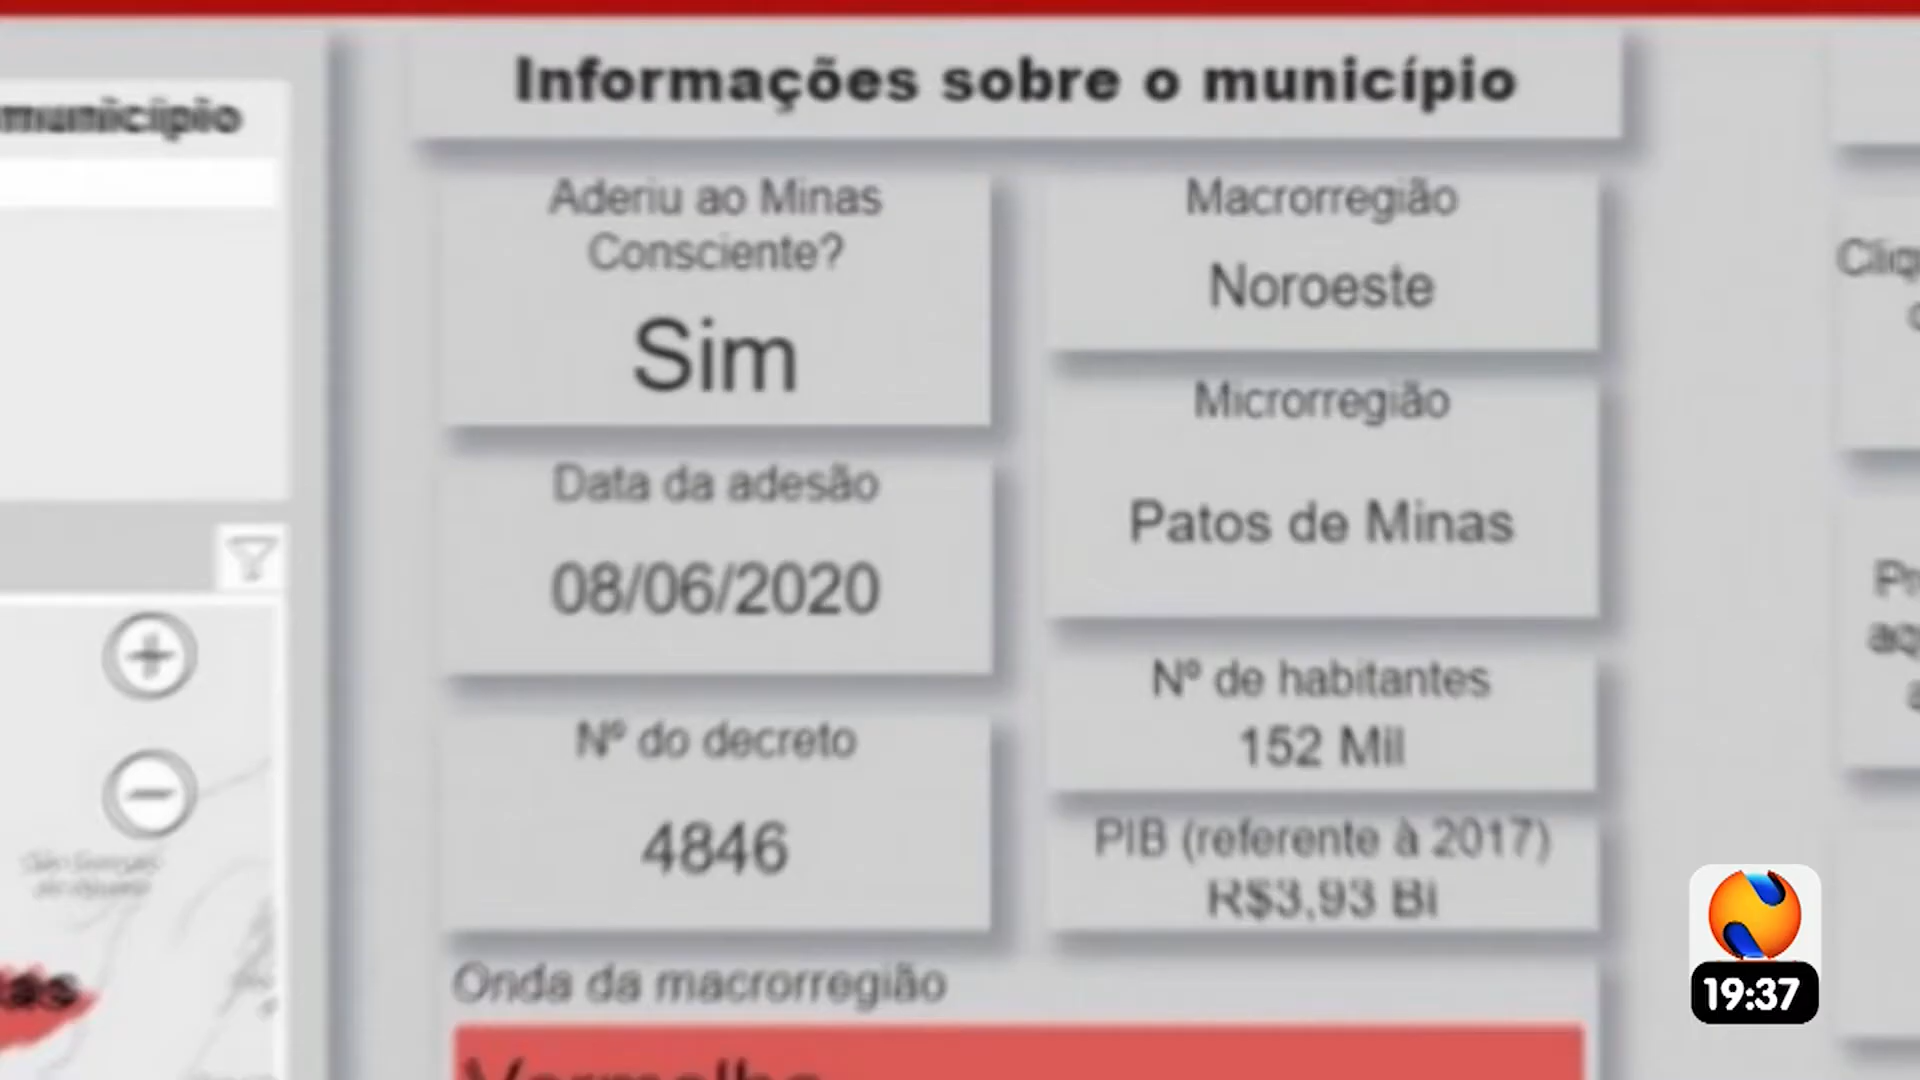 município
Informações sobre o município
Aderiu ao Minas
Consciente?
Sim
Data da adesão
08/06/2020
Nº do decreto
4846
Macrorregião
Noroeste
Microrregião
Patos de Minas
Nº de habitantes
152 Mil
PIB (referente à 2017)
R$3,93 Bi
Onda da macrorregião
Vermelha
19:37